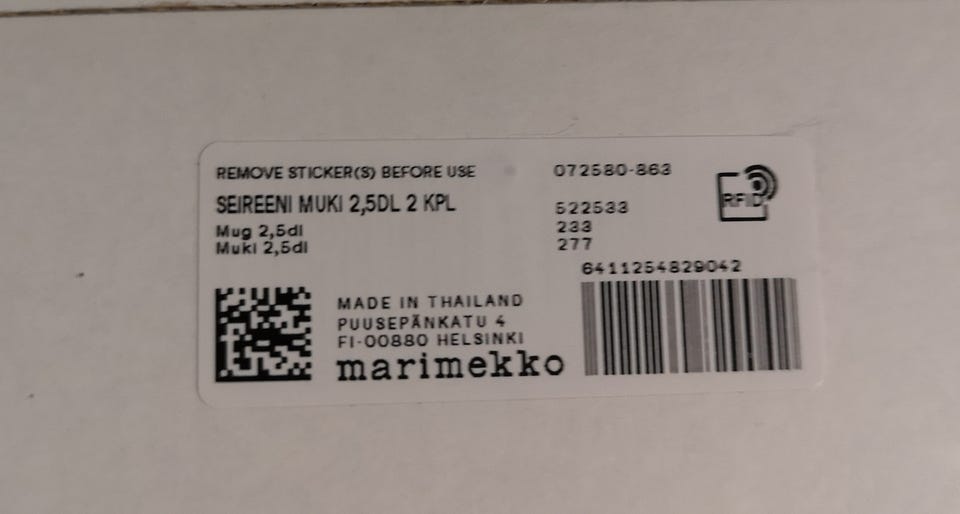 REMOVE STICKER(S) BEFORE USE
072580-863
RFID
SEIREENI MUKI 2,5DL 2 KPL
522533
Mug 2,5dl
233
Muki 2,5dl
277
6411254829042
MADE IN THAILAND
PUUSEPÄNKATU 4
FI-00880 HELSINKI
marimekko